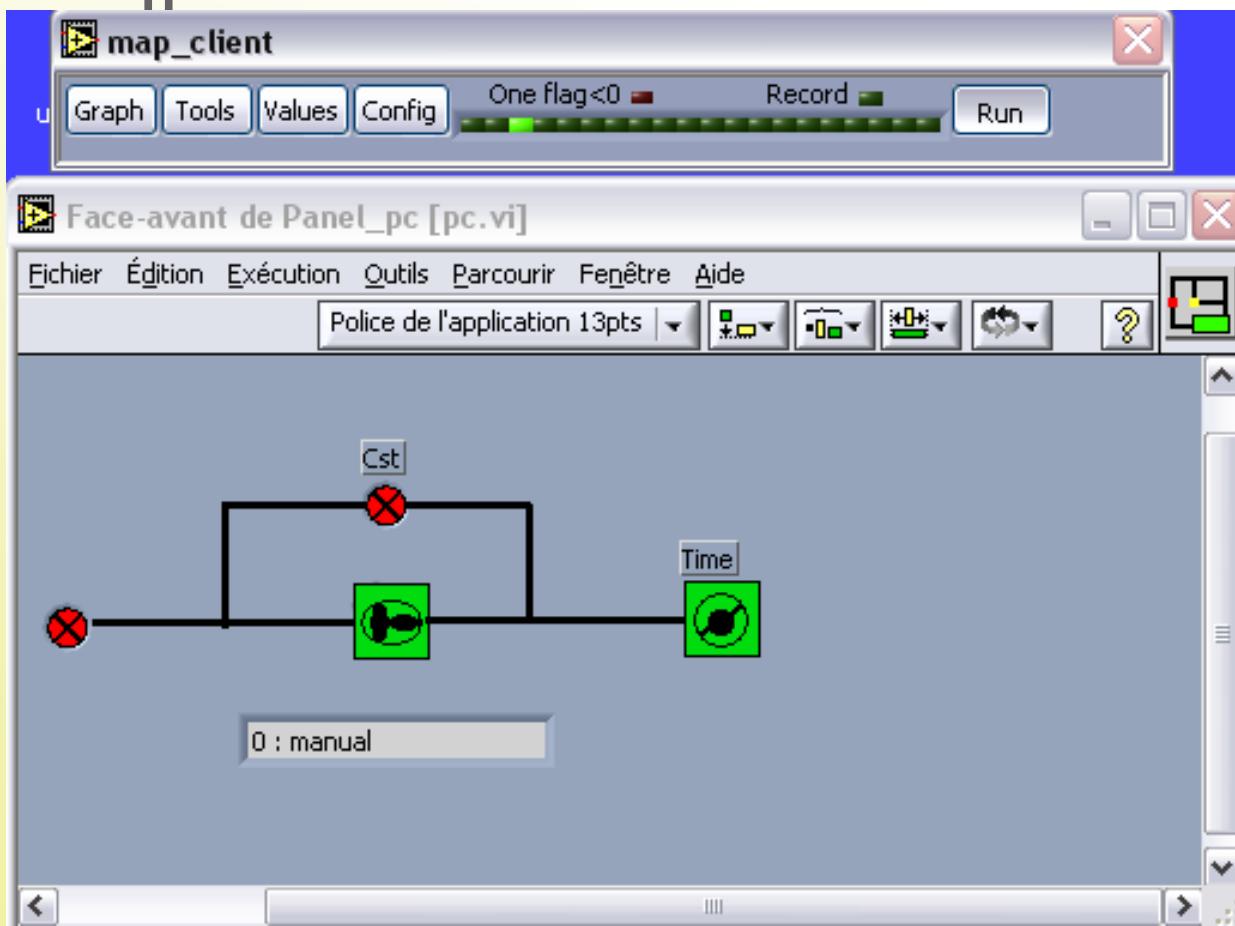 map_client
Graph Tools Values Config One flag<0 Record Run
u
Face-avant de Panel_pc [pc.vi]
Fichier Édition Exécution Outils Parcourir Fenêtre Aide
Police de l'application 13pts
Cst
Time
0 : manual